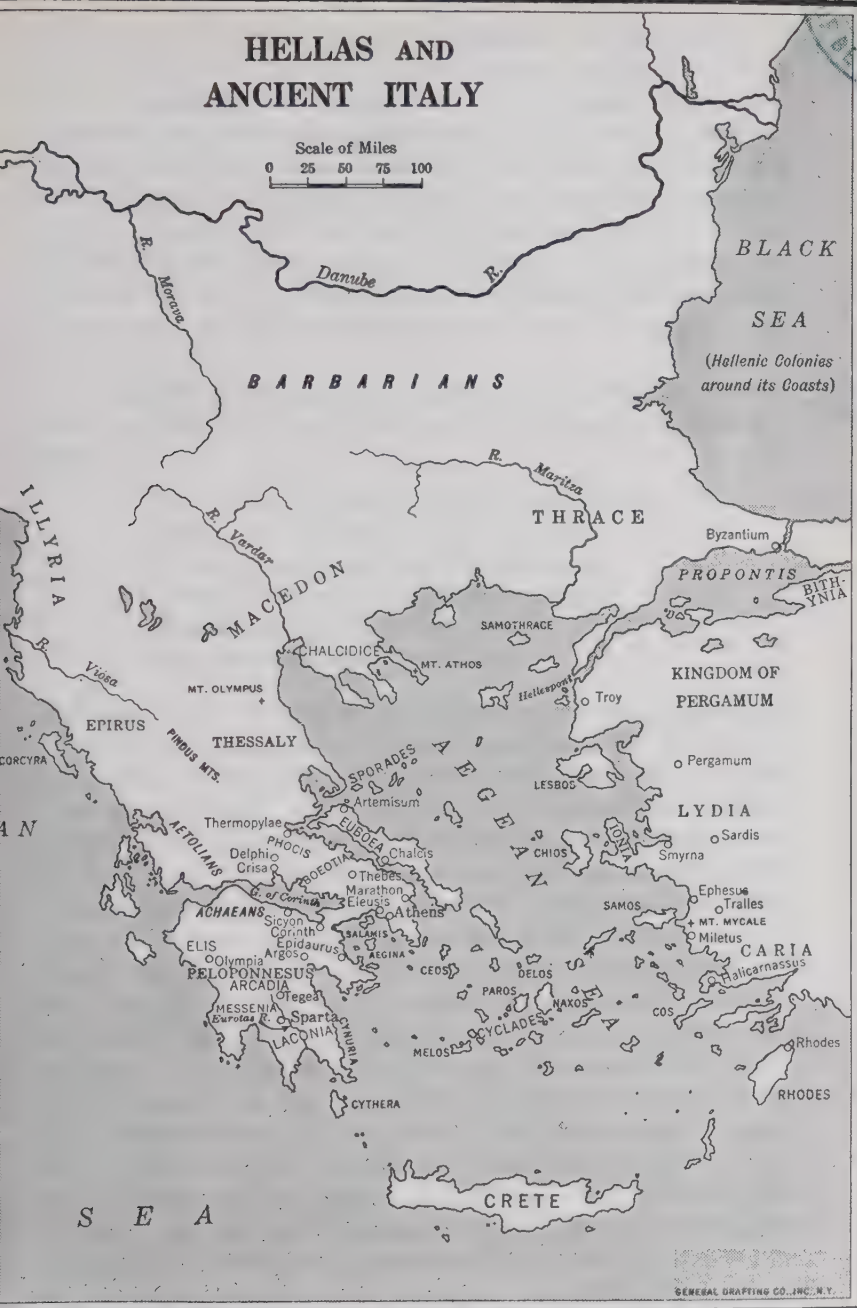 HELLAS AND
ANCIENT ITALY
Scale of Miles
0 25 50 75 100
BLACK
SEA
(Hellenic Colonies
around its Coasts)
R. Morava
Danube R.
BARBARIANS
R. Maritza
THRACE
ILLYRIA
R. Vardar
MACEDON
Byzantium
PROPONTIS
BITH-
YNIA
SAMOTHRACE
CHALCIDICE
MT. ATHOS
R. Viosa
MT. OLYMPUS
Hellespont
Troy
KINGDOM OF
PERGAMUM
EPIRUS
PINDUS MTS.
THESSALY
CORCYRA
SPORADES
AEGEAN
SEA
Pergamum
LESBOS
Artemisum
LYDIA
AN
AETOLIANS
Thermopylae
EUBOEA
PHOCIS
Chalcis
Delphi
Crisa
BOEOTIA
Thebes
CHIOS
IONIA
Smyrna
Sardis
Marathon
G. of Corinth
Eleusis
Athens
ACHAEANS
Sicyon
Corinth
SALAMIS
SAMOS
Ephesus
Tralles
MT. MYCALE
Miletus
ELIS
Olympia
Epidaurus
Argos
AEGINA
CARIA
Halicarnassus
PELOPONNESUS
ARCADIA
Tegea
CEOS
DELOS
PAROS
NAXOS
MESSENIA
Eurotas R.
Sparta
LACONIA
CYNURIA
CYCLADES
MELOS
COS
Rhodes
RHODES
CYTHERA
CRETE
SEA
GENERAL DRAFTING CO., INC., N.Y.